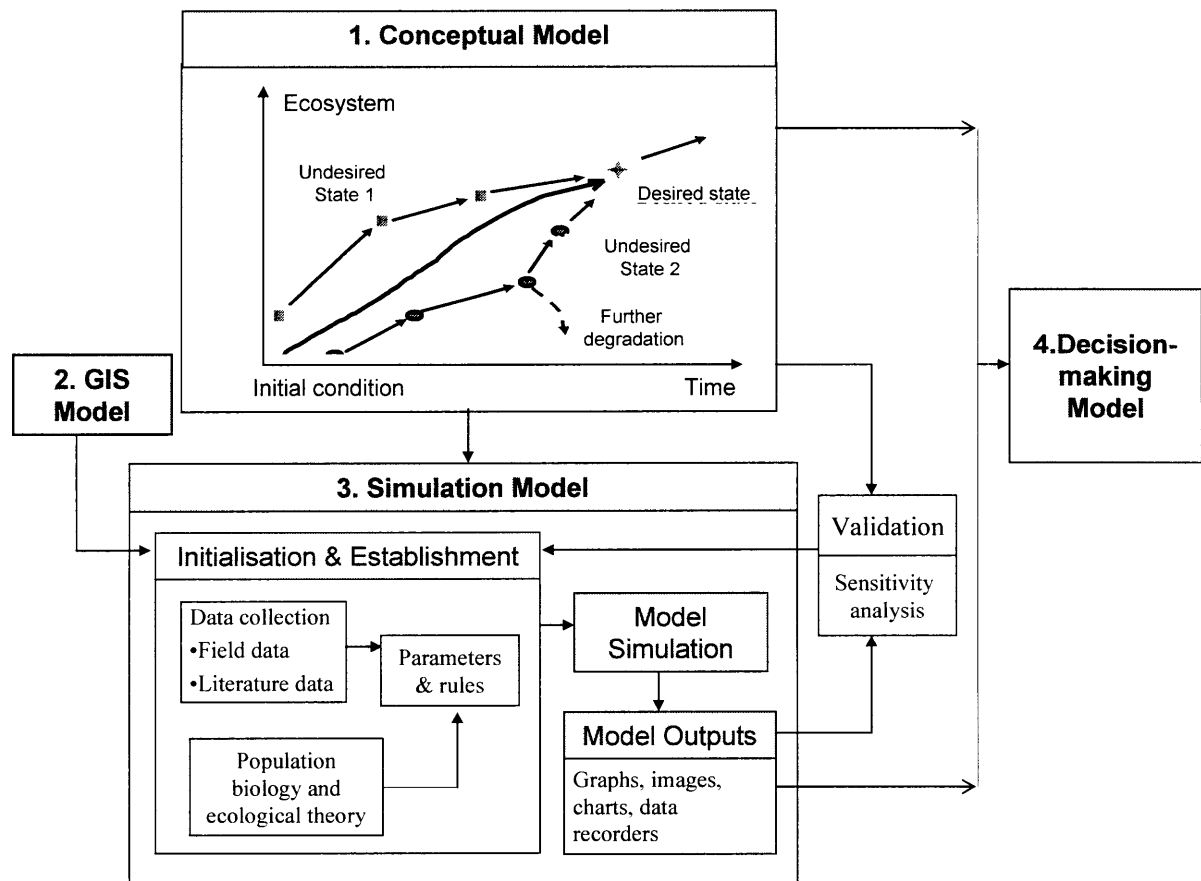 1. Conceptual Model
Ecosystem
Undesired
State 1
Desired state
Undesired
State 2
Further
degradation
Initial condition
Time
2. GIS
Model
4.Decision-
making
Model
3. Simulation Model
Initialisation & Establishment
Data collection
•Field data
•Literature data
Parameters
& rules
Population
biology and
ecological theory
Model
Simulation
Model Outputs
Graphs, images,
charts, data
recorders
Validation
Sensitivity
analysis